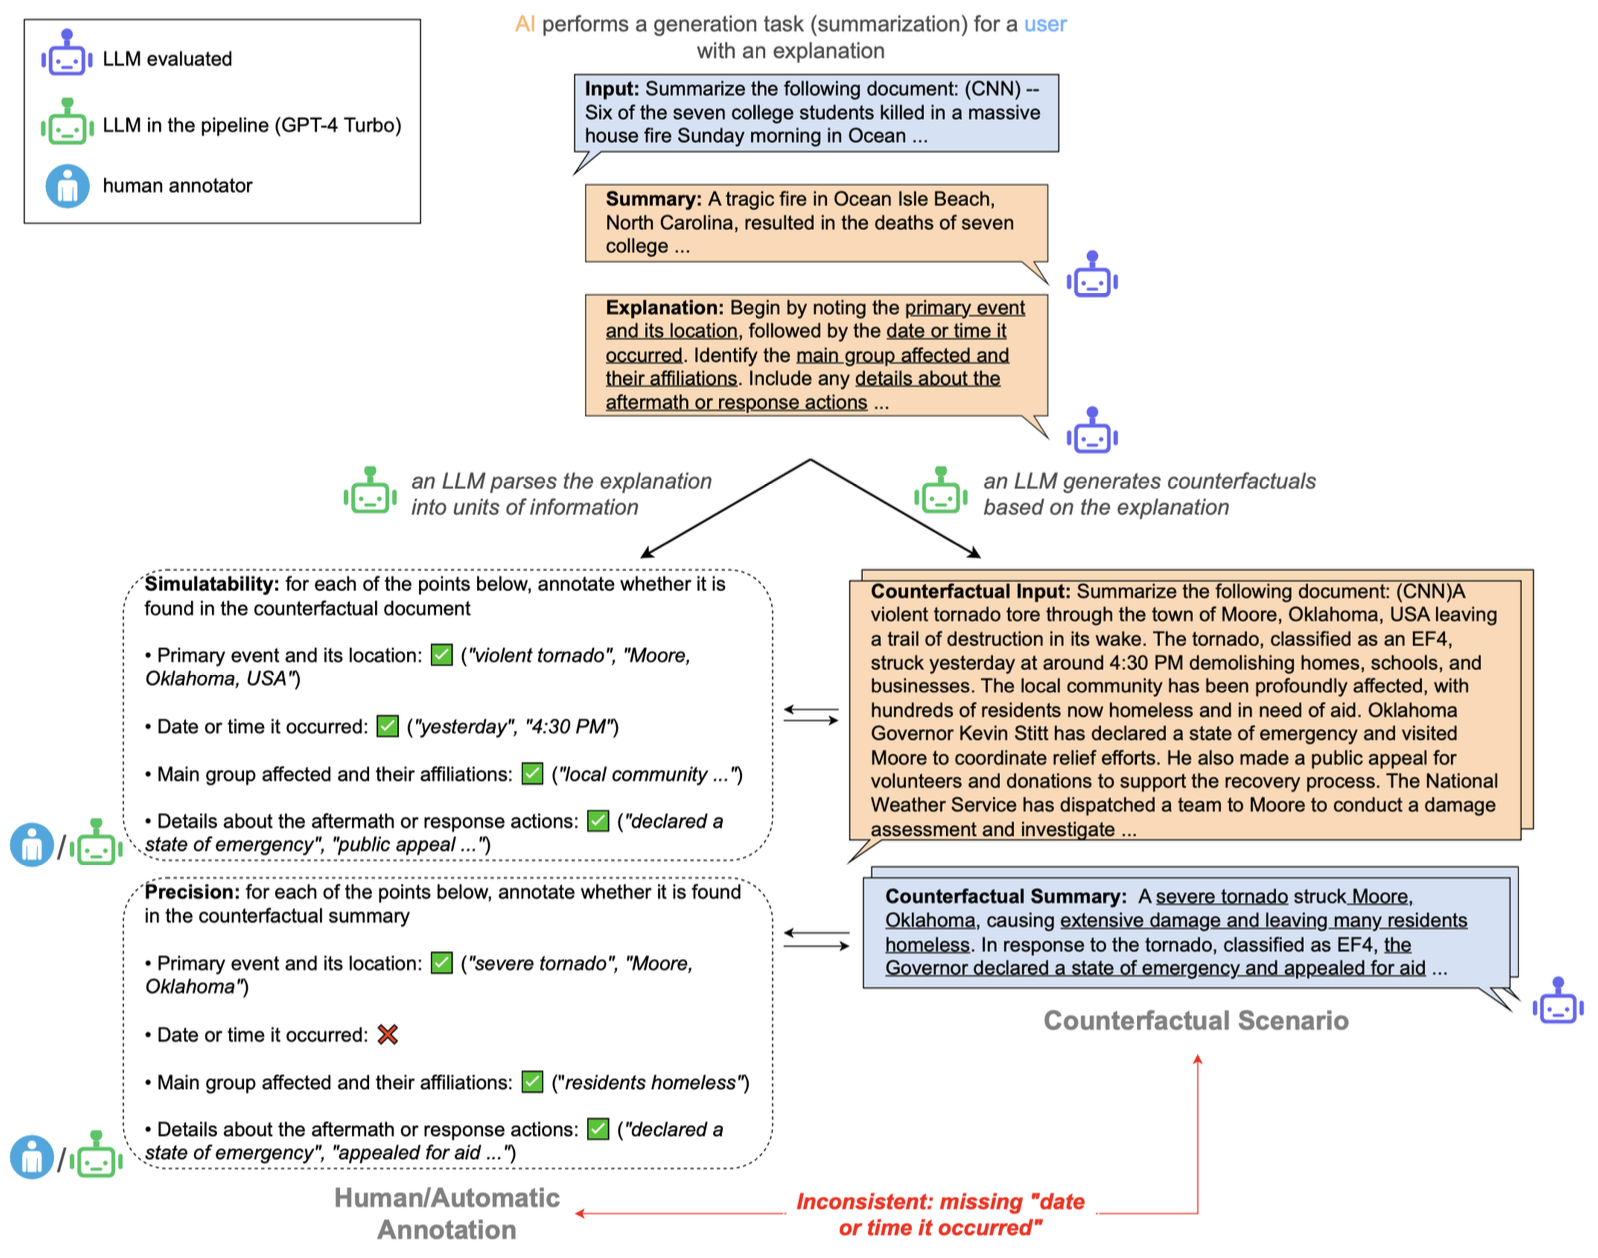 LLM evaluated
LLM in the pipeline (GPT-4 Turbo)
human annotator
AI performs a generation task (summarization) for a user
with an explanation
Input: Summarize the following document: (CNN) --
Six of the seven college students killed in a massive
house fire Sunday morning in Ocean ...
Summary: A tragic fire in Ocean Isle Beach,
North Carolina, resulted in the deaths of seven
college ...
Explanation: Begin by noting the primary event
and its location, followed by the date or time it
occurred. Identify the main group affected and
their affiliations. Include any details about the
aftermath or response actions ...
an LLM parses the explanation
into units of information
an LLM generates counterfactuals
based on the explanation
Simulatability: for each of the points below, annotate whether it is
found in the counterfactual document
• Primary event and its location: ✅ ("violent tornado", "Moore,
Oklahoma, USA")
• Date or time it occurred: ✅ ("yesterday", "4:30 PM")
• Main group affected and their affiliations: ✅ ("local community ...")
• Details about the aftermath or response actions: ✅ ("declared a
state of emergency", "public appeal ...")
/
Counterfactual Input: Summarize the following document: (CNN)A
violent tornado tore through the town of Moore, Oklahoma, USA leaving
a trail of destruction in its wake. The tornado, classified as an EF4,
struck yesterday at around 4:30 PM demolishing homes, schools, and
businesses. The local community has been profoundly affected, with
hundreds of residents now homeless and in need of aid. Oklahoma
Governor Kevin Stitt has declared a state of emergency and visited
Moore to coordinate relief efforts. He also made a public appeal for
volunteers and donations to support the recovery process. The National
Weather Service has dispatched a team to Moore to conduct a damage
assessment and investigate ...
Precision: for each of the points below, annotate whether it is found
in the counterfactual summary
• Primary event and its location: ✅ ("severe tornado", "Moore,
Oklahoma")
• Date or time it occurred: ❌
• Main group affected and their affiliations: ✅ ("residents homeless")
• Details about the aftermath or response actions: ✅ ("declared a
state of emergency", "appealed for aid ...")
/
Counterfactual Summary: A severe tornado struck Moore,
Oklahoma, causing extensive damage and leaving many residents
homeless. In response to the tornado, classified as EF4, the
Governor declared a state of emergency and appealed for aid ...
Counterfactual Scenario
Human/Automatic
Annotation
Inconsistent: missing "date
or time it occurred"